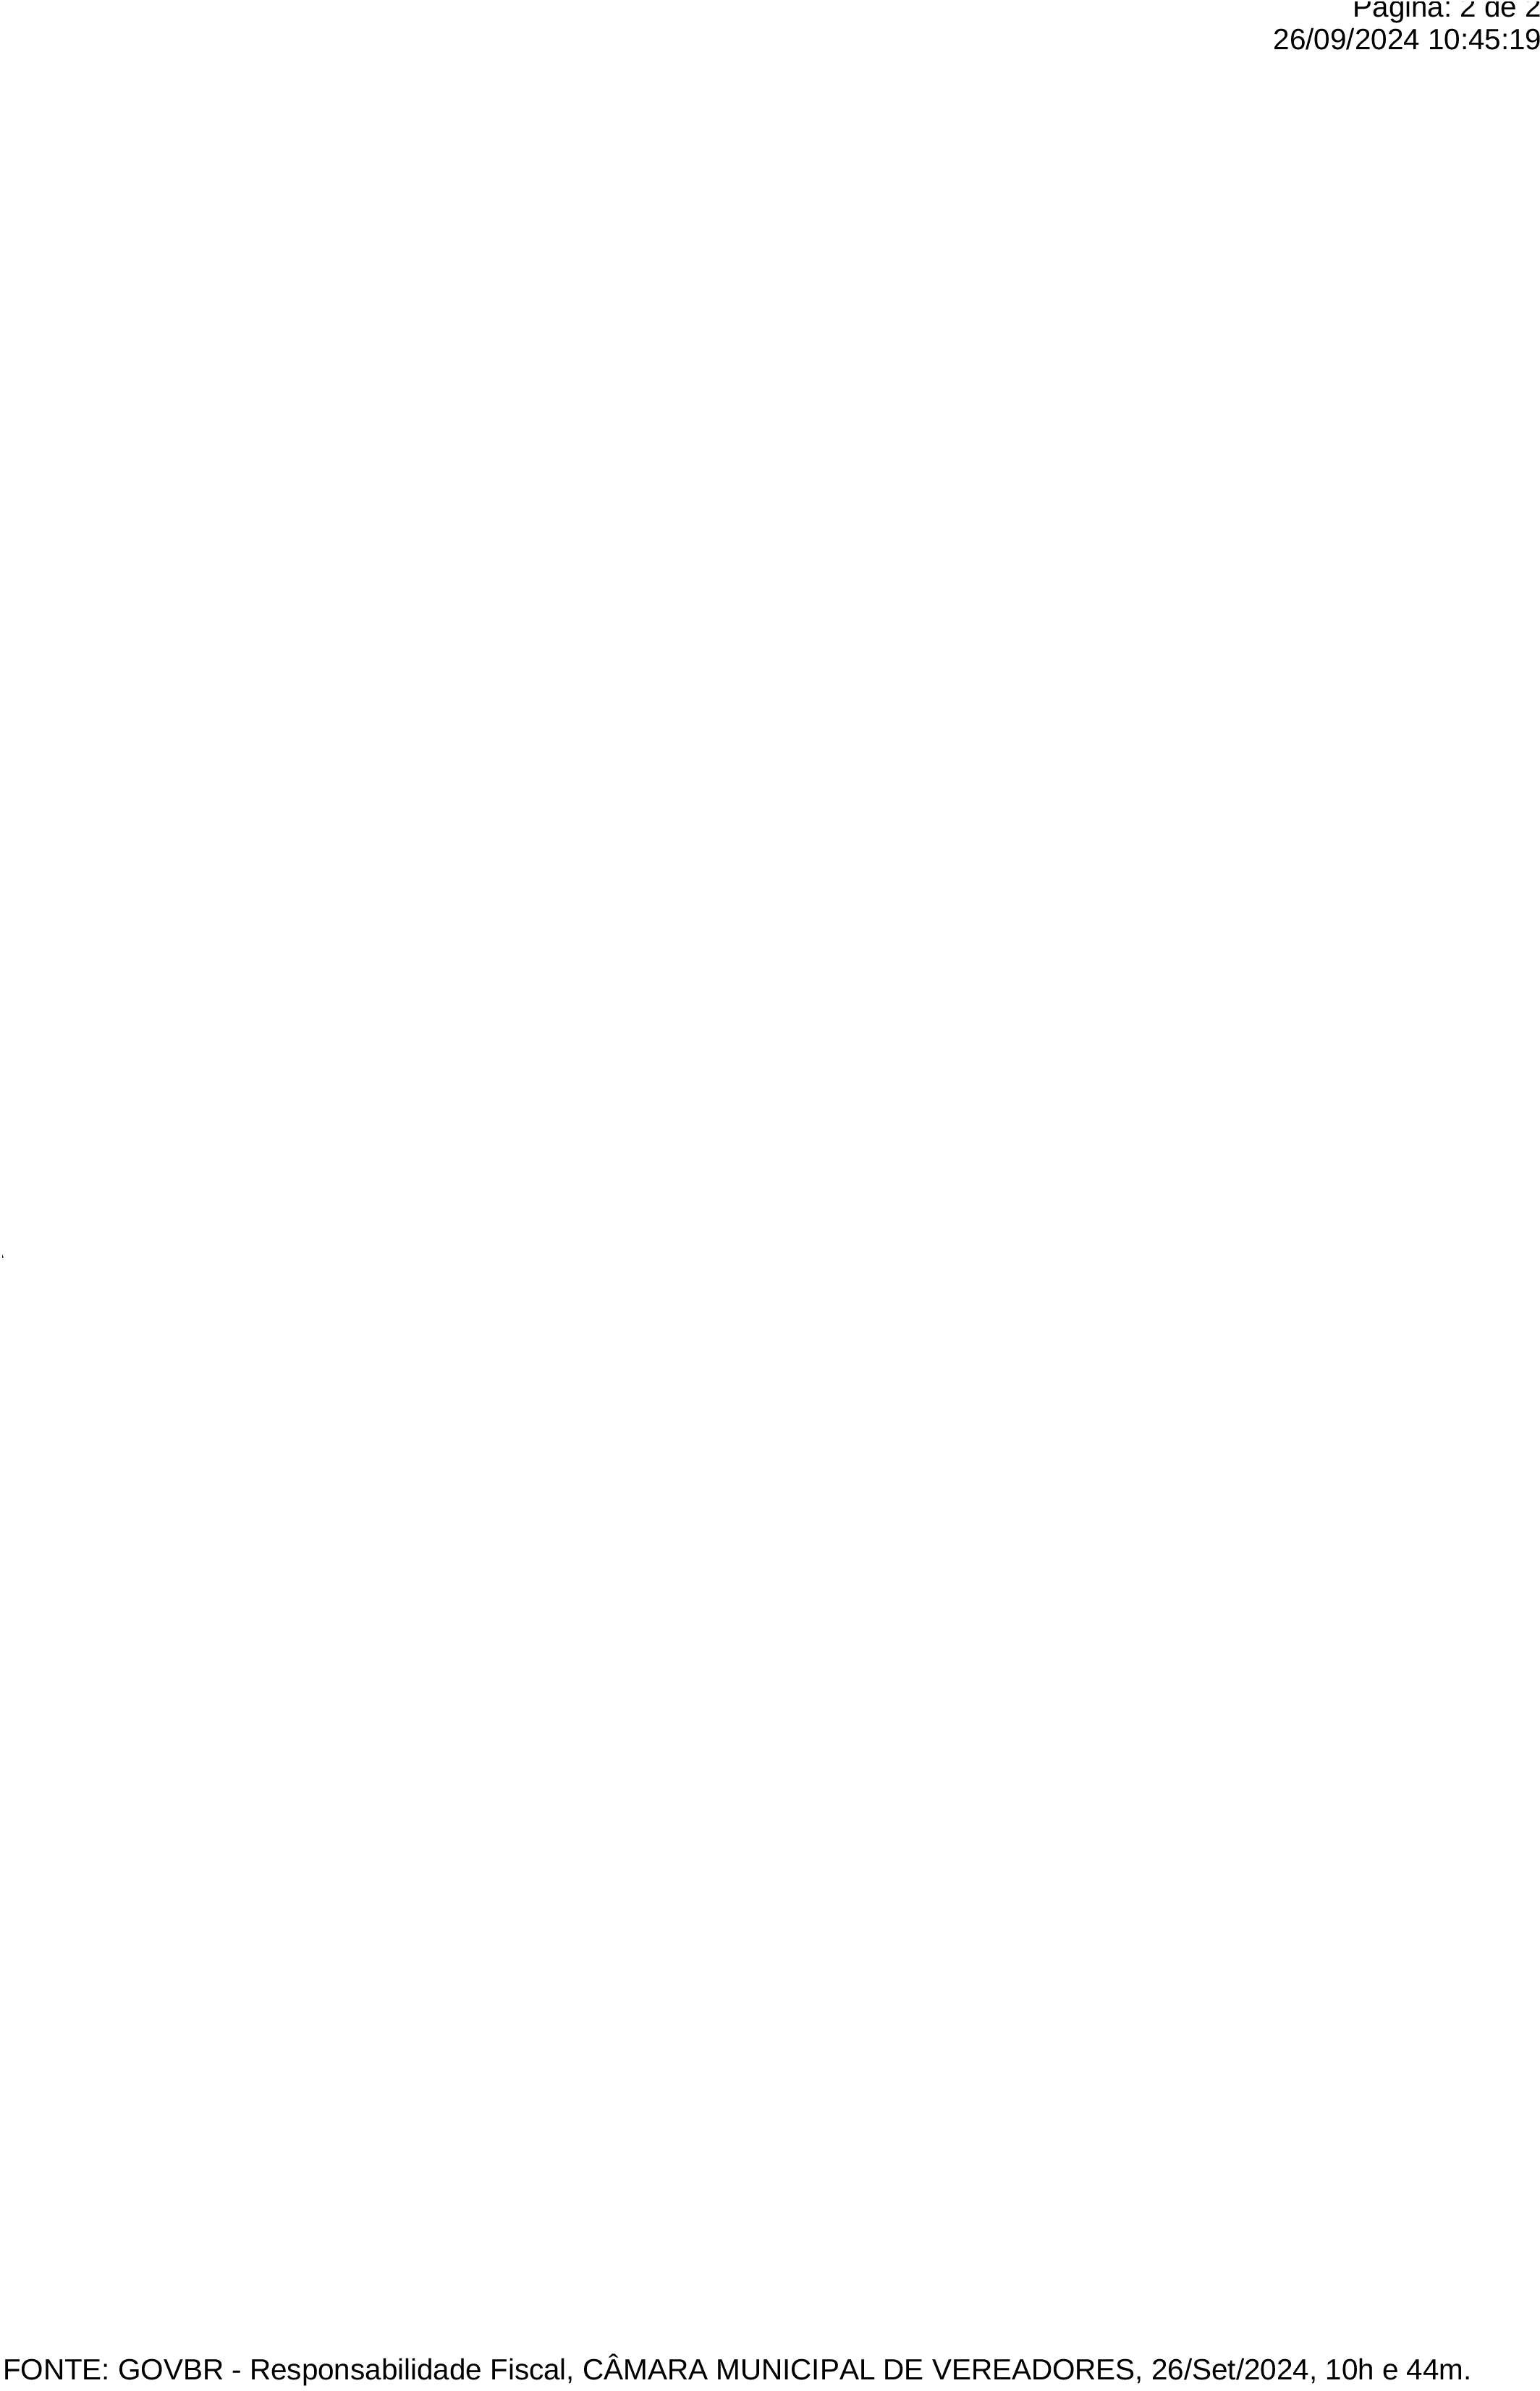 Página: 2 de 2
26/09/2024 10:45:19
FONTE: GOVBR - Responsabilidade Fiscal, CÂMARA MUNICIPAL DE VEREADORES, 26/Set/2024, 10h e 44m.